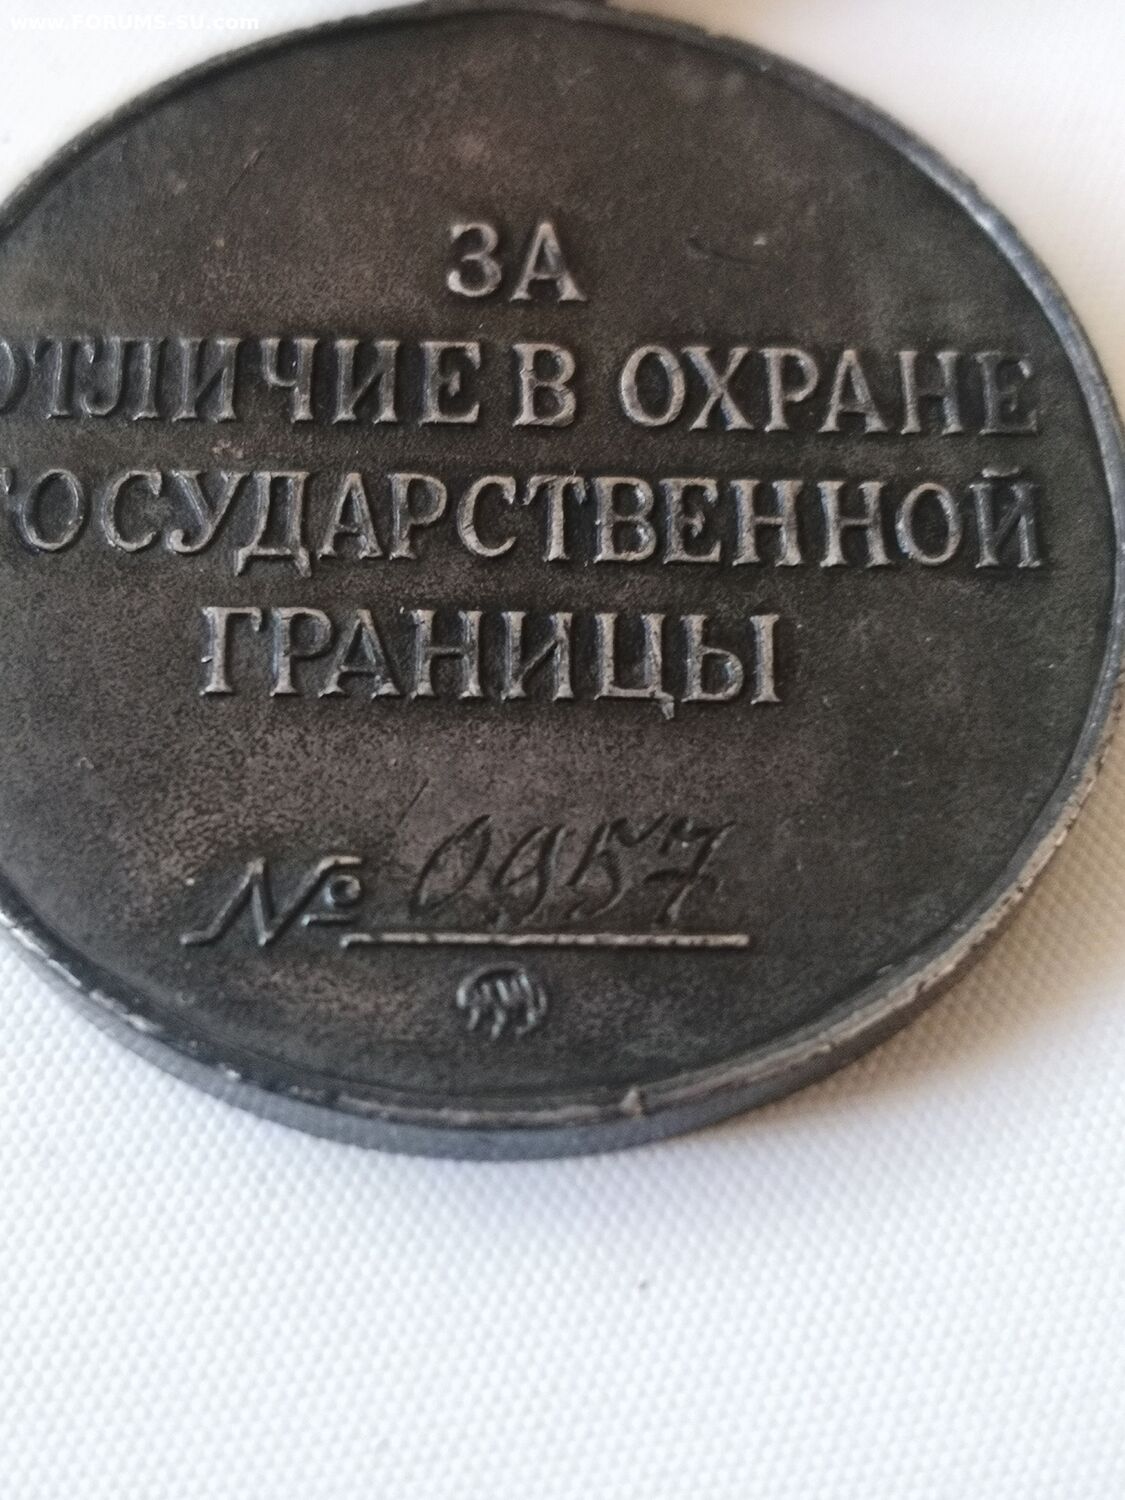 www.FORUMS-SU.com
ЗА
ОТЛИЧИЕ В ОХРАНЕ
ГОСУДАРСТВЕННОЙ
ГРАНИЦЫ
№ 0957